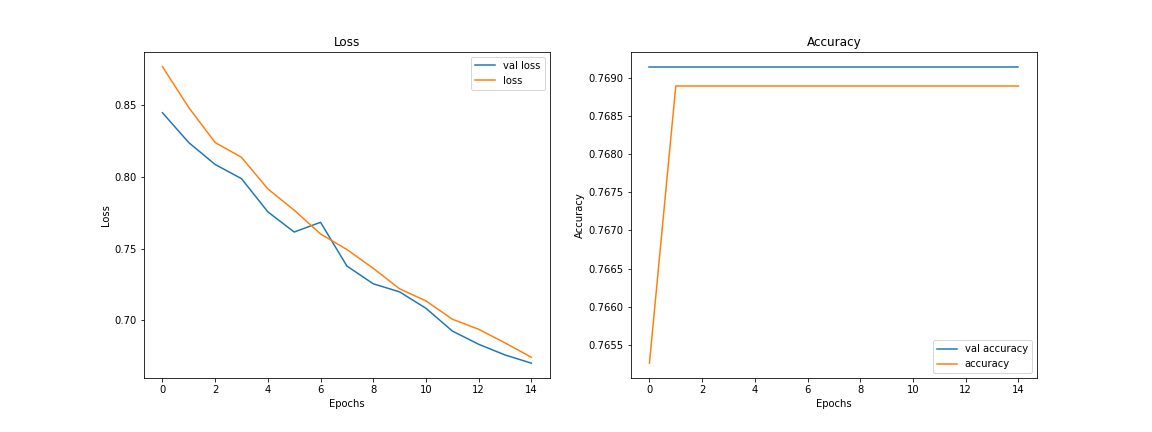 Loss
val loss
loss
0.85
0.80
0.75
0.70
Loss
0 2 4 6 8 10 12 14
Epochs
Accuracy
0.7690
0.7685
0.7680
0.7675
0.7670
0.7665
0.7660
0.7655
Accuracy
val accuracy
accuracy
0 2 4 6 8 10 12 14
Epochs